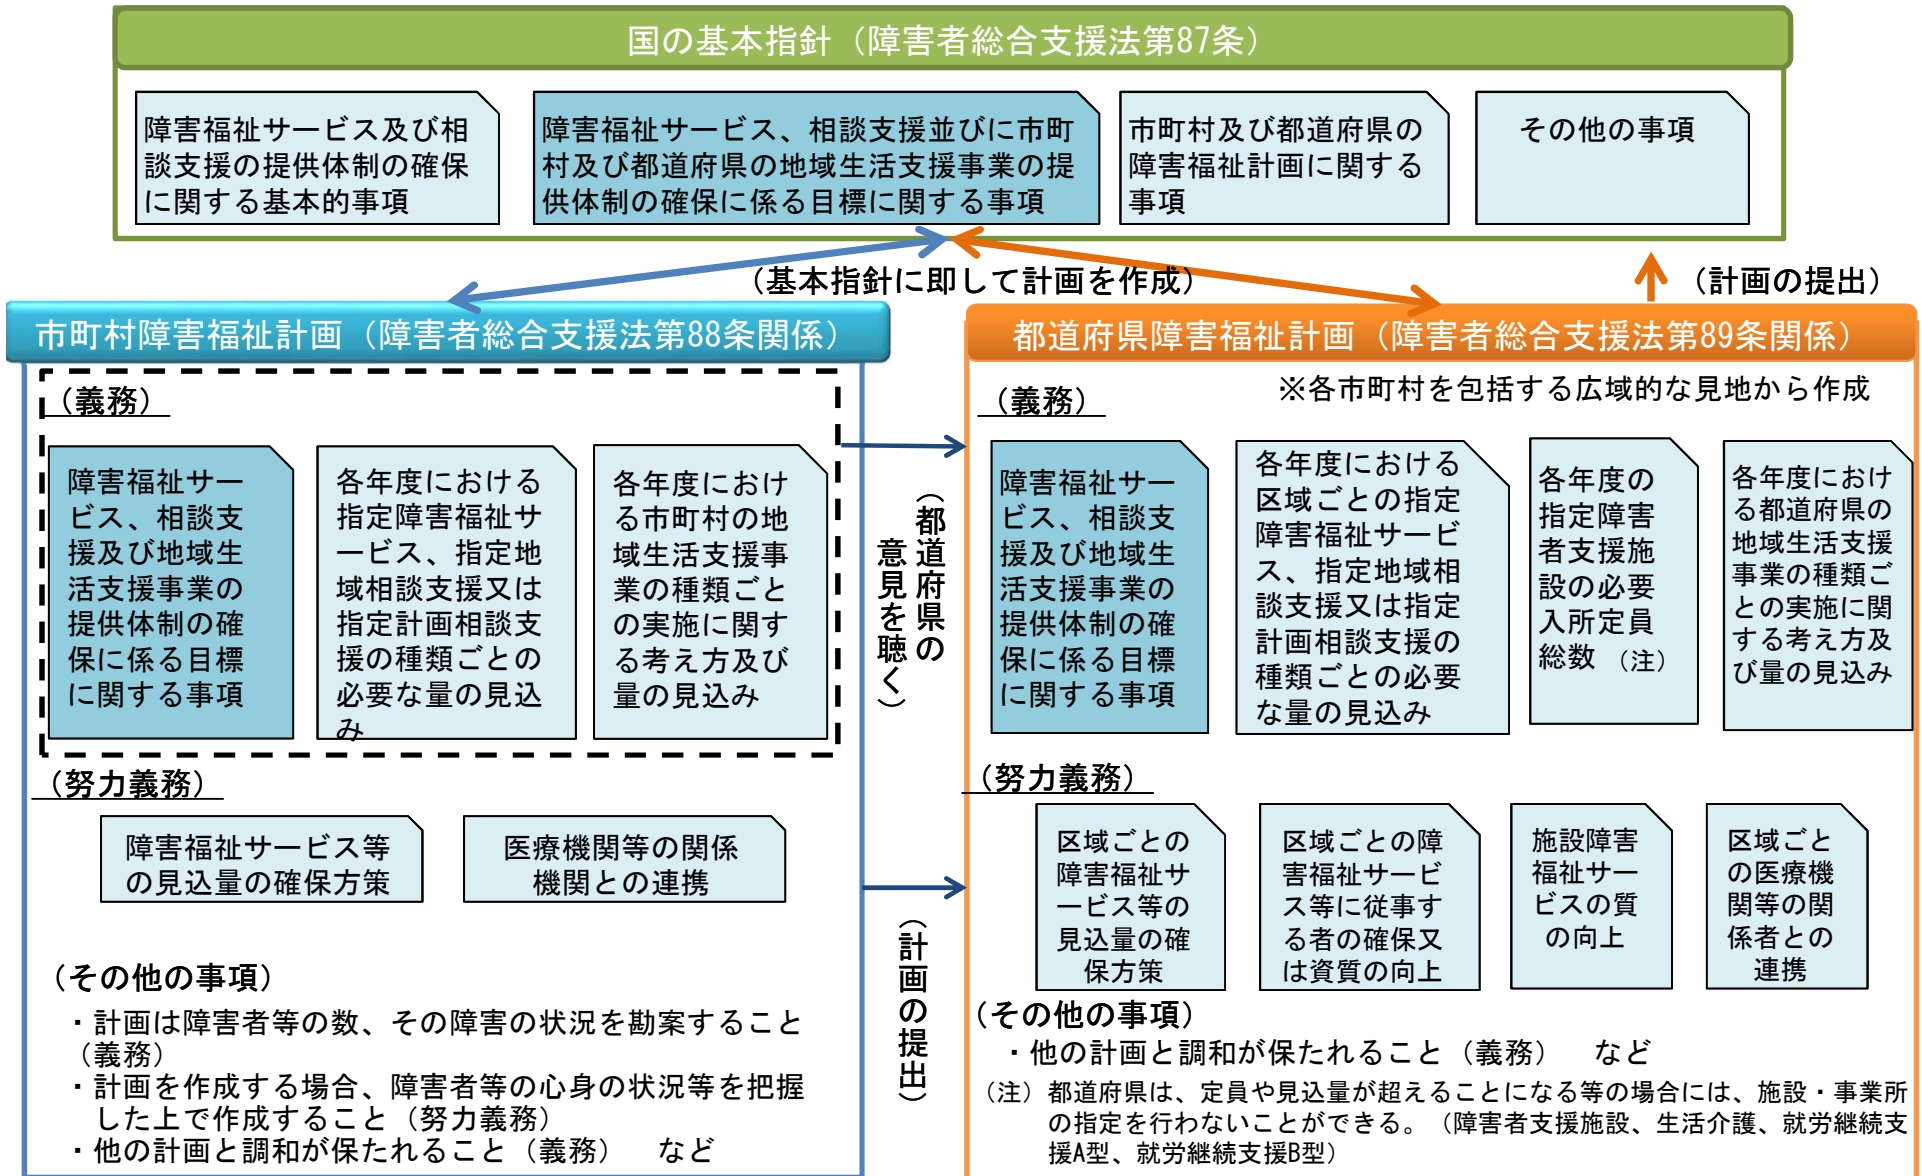 国の基本指針（障害者総合支援法第87条）
障害福祉サービス及び相
談支援の提供体制の確保
に関する基本的事項
障害福祉サービス、相談支援並びに市町
村及び都道府県の地域生活支援事業の提
供体制の確保に係る目標に関する事項
市町村及び都道府県の
障害福祉計画に関する
事項
その他の事項
（基本指針に即して計画を作成）
（計画の提出）
市町村障害福祉計画（障害者総合支援法第88条関係）
（義務）
障害福祉サー
ビス、相談支
援及び地域生
活支援事業の
提供体制の確
保に係る目標
に関する事項
各年度における
指定障害福祉サ
ービス、指定地
域相談支援又は
指定計画相談支
援の種類ごとの
必要な量の見込
み
各年度におけ
る市町村の地
域生活支援事
業の種類ごと
の実施に関す
る考え方及び
量の見込み
（努力義務）
障害福祉サービス等
の見込量の確保方策
医療機関等の関係
機関との連携
（その他の事項）
・計画は障害者等の数、その障害の状況を勘案すること
（義務）
・計画を作成する場合、障害者等の心身の状況等を把握
した上で作成すること（努力義務）
・他の計画と調和が保たれること（義務）　など
（都道府県の
意見を聴く）
（計画の提出）
都道府県障害福祉計画（障害者総合支援法第89条関係）
（義務）
※各市町村を包括する広域的な見地から作成
障害福祉サー
ビス、相談支
援及び地域生
活支援事業の
提供体制の確
保に係る目標
に関する事項
各年度における
区域ごとの指定
障害福祉サービ
ス、指定地域相
談支援又は指定
計画相談支援の
種類ごとの必要
な量の見込み
各年度の
指定障害
者支援施
設の必要
入所定員
総数（注）
各年度におけ
る都道府県の
地域生活支援
事業の種類ご
との実施に関
する考え方及
び量の見込み
（努力義務）
区域ごとの
障害福祉サ
ービス等の
見込量の確
保方策
区域ごとの障
害福祉サービ
ス等に従事す
る者の確保又
は資質の向上
施設障害
福祉サー
ビスの質
の向上
区域ごと
の医療機
関等の関
係者との
連携
（その他の事項）
・他の計画と調和が保たれること（義務）　など
（注）都道府県は、定員や見込量が超えることになる等の場合には、施設・事業所
の指定を行わないことができる。（障害者支援施設、生活介護、就労継続支
援A型、就労継続支援B型）